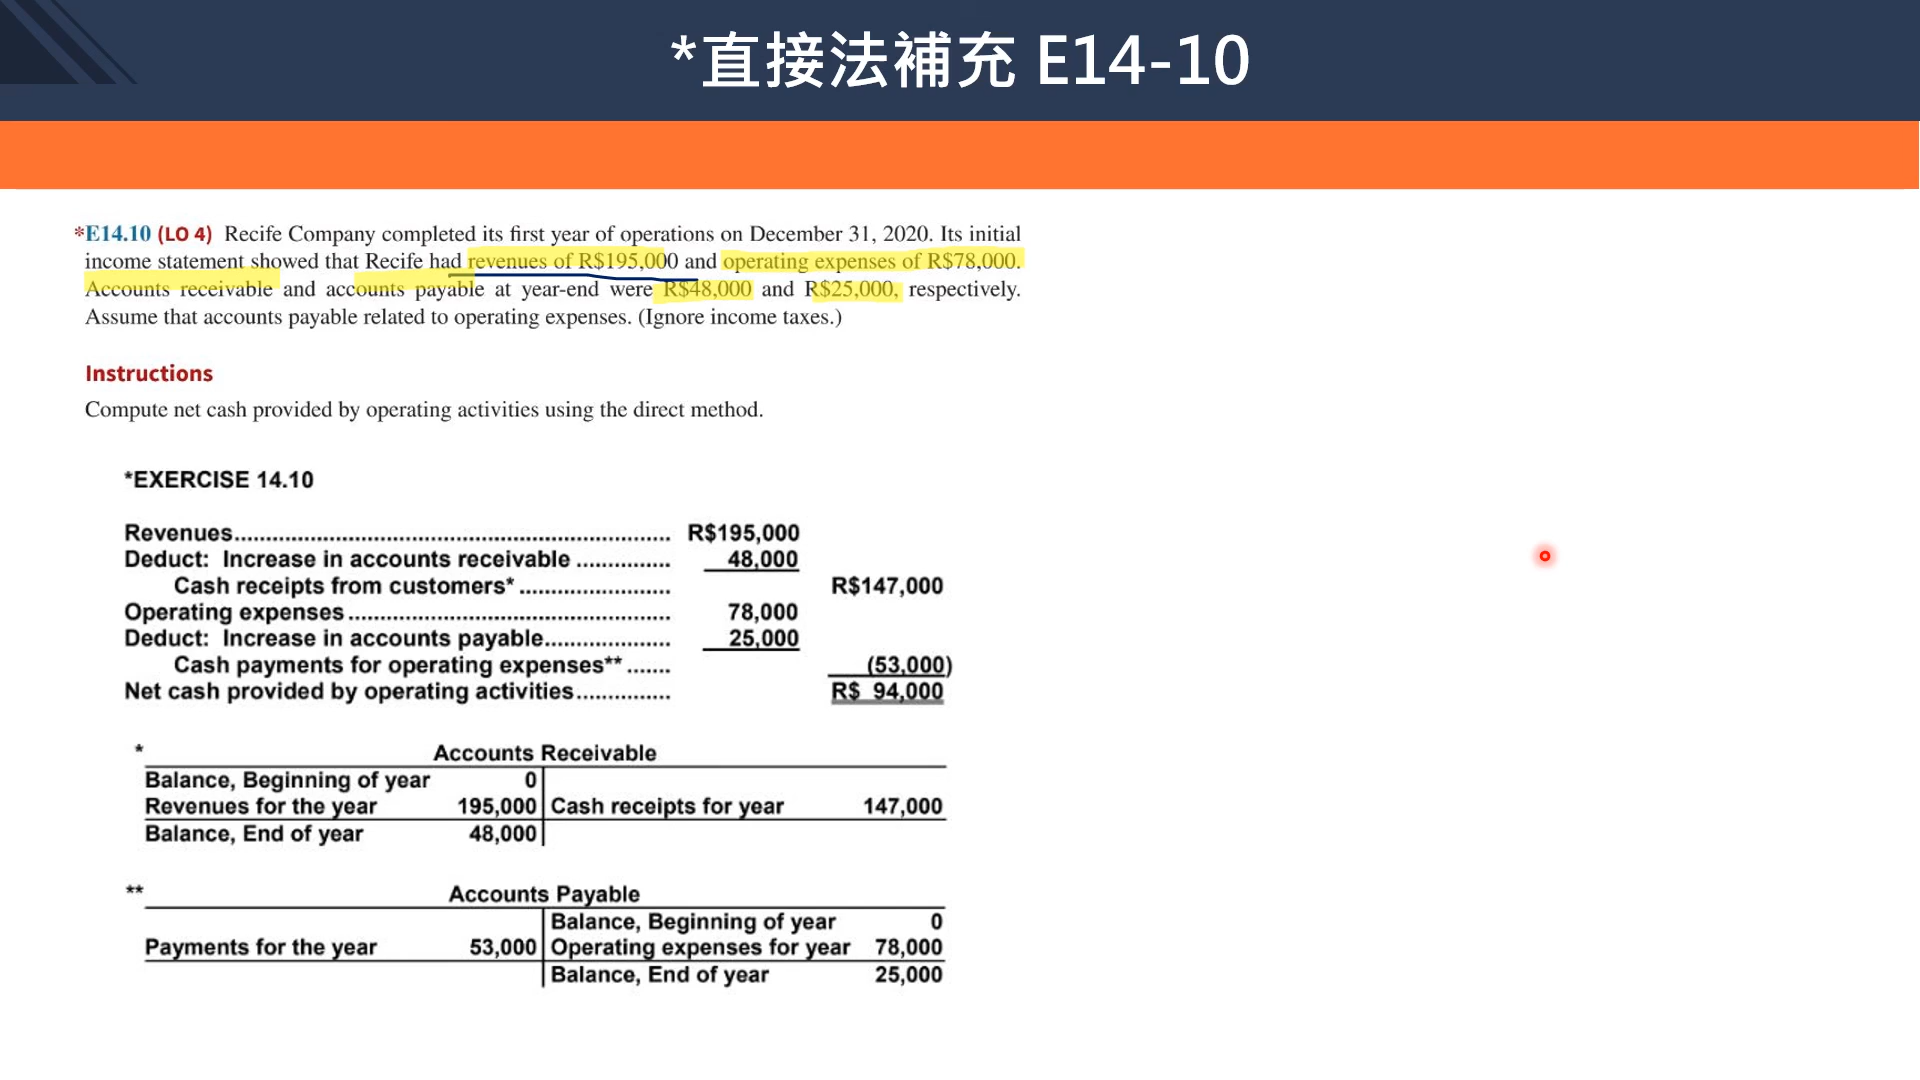 *直接法補充 E14-10
*E14.10 (LO 4) Recife Company completed its first year of operations on December 31, 2020. Its initial
income statement showed that Recife had revenues of R$195,000 and operating expenses of R$78,000.
Accounts receivable and accounts payable at year-end were R$48,000 and R$25,000, respectively.
Assume that accounts payable related to operating expenses. (Ignore income taxes.)
Instructions
Compute net cash provided by operating activities using the direct method.
*EXERCISE 14.10
Revenues........................................................................ R$195,000
Deduct: Increase in accounts receivable ............... 48,000
Cash receipts from customers* ........................ R$147,000
Operating expenses..................................................... 78,000
Deduct: Increase in accounts payable.................... 25,000
Cash payments for operating expenses** ....... (53,000)
Net cash provided by operating activities............... R$ 94,000
* Accounts Receivable
Balance, Beginning of year 0
Revenues for the year 195,000 Cash receipts for year 147,000
Balance, End of year 48,000
** Accounts Payable
Balance, Beginning of year 0
Payments for the year 53,000 Operating expenses for year 78,000
Balance, End of year 25,000